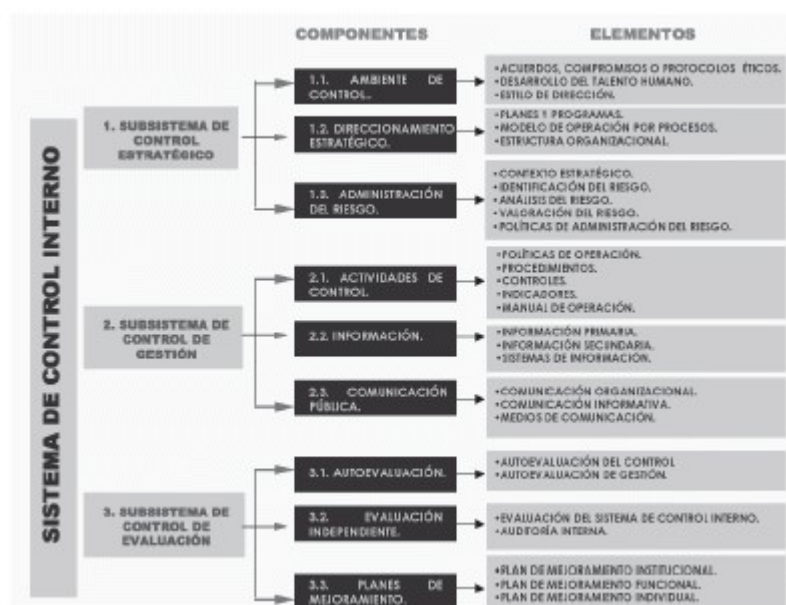 COMPONENTES
ELEMENTOS
SISTEMA DE CONTROL INTERNO
1. SUBSISTEMA DE
CONTROL
ESTRATÉGICO
1.1. AMBIENTE DE
CONTROL.
•ACUERDOS, COMPROMISOS O PROTOCOLOS ÉTICOS.
•DESARROLLO DEL TALENTO HUMANO.
•ESTILO DE DIRECCIÓN.
1.2. DIRECCIONAMIENTO
ESTRATÉGICO.
•PLANES Y PROGRAMAS.
•MODELO DE OPERACIÓN POR PROCESOS.
•ESTRUCTURA ORGANIZACIONAL
1.3. ADMINISTRACIÓN
DEL RIESGO.
•CONTEXTO ESTRATÉGICO.
•IDENTIFICACIÓN DEL RIESGO.
•ANÁLISIS DEL RIESGO.
•VALORACIÓN DEL RIESGO.
•POLÍTICAS DE ADMINISTRACIÓN DEL RIESGO.
2. SUBSISTEMA DE
CONTROL DE
GESTIÓN
2.1. ACTIVIDADES DE
CONTROL.
•POLÍTICAS DE OPERACIÓN.
•PROCEDIMIENTOS.
•CONTROLES.
•INDICADORES.
•MANUAL DE OPERACIÓN.
2.2. INFORMACIÓN.
•INFORMACIÓN PRIMARIA.
•INFORMACIÓN SECUNDARIA.
•SISTEMAS DE INFORMACIÓN.
2.3. COMUNICACIÓN
PÚBLICA.
•COMUNICACIÓN ORGANIZACIONAL.
•COMUNICACIÓN INFORMATIVA.
•MEDIOS DE COMUNICACIÓN.
3. SUBSISTEMA DE
CONTROL DE
EVALUACIÓN
3.1. AUTOEVALUACIÓN.
•AUTOEVALUACIÓN DEL CONTROL
•AUTOEVALUACIÓN DE GESTIÓN.
3.2. EVALUACIÓN
INDEPENDIENTE.
•EVALUACIÓN DEL SISTEMA DE CONTROL INTERNO.
•AUDITORÍA INTERNA.
3.3. PLANES DE
MEJORAMIENTO.
•PLAN DE MEJORAMIENTO INSTITUCIONAL.
•PLAN DE MEJORAMIENTO FUNCIONAL.
•PLAN DE MEJORAMIENTO INDIVIDUAL.